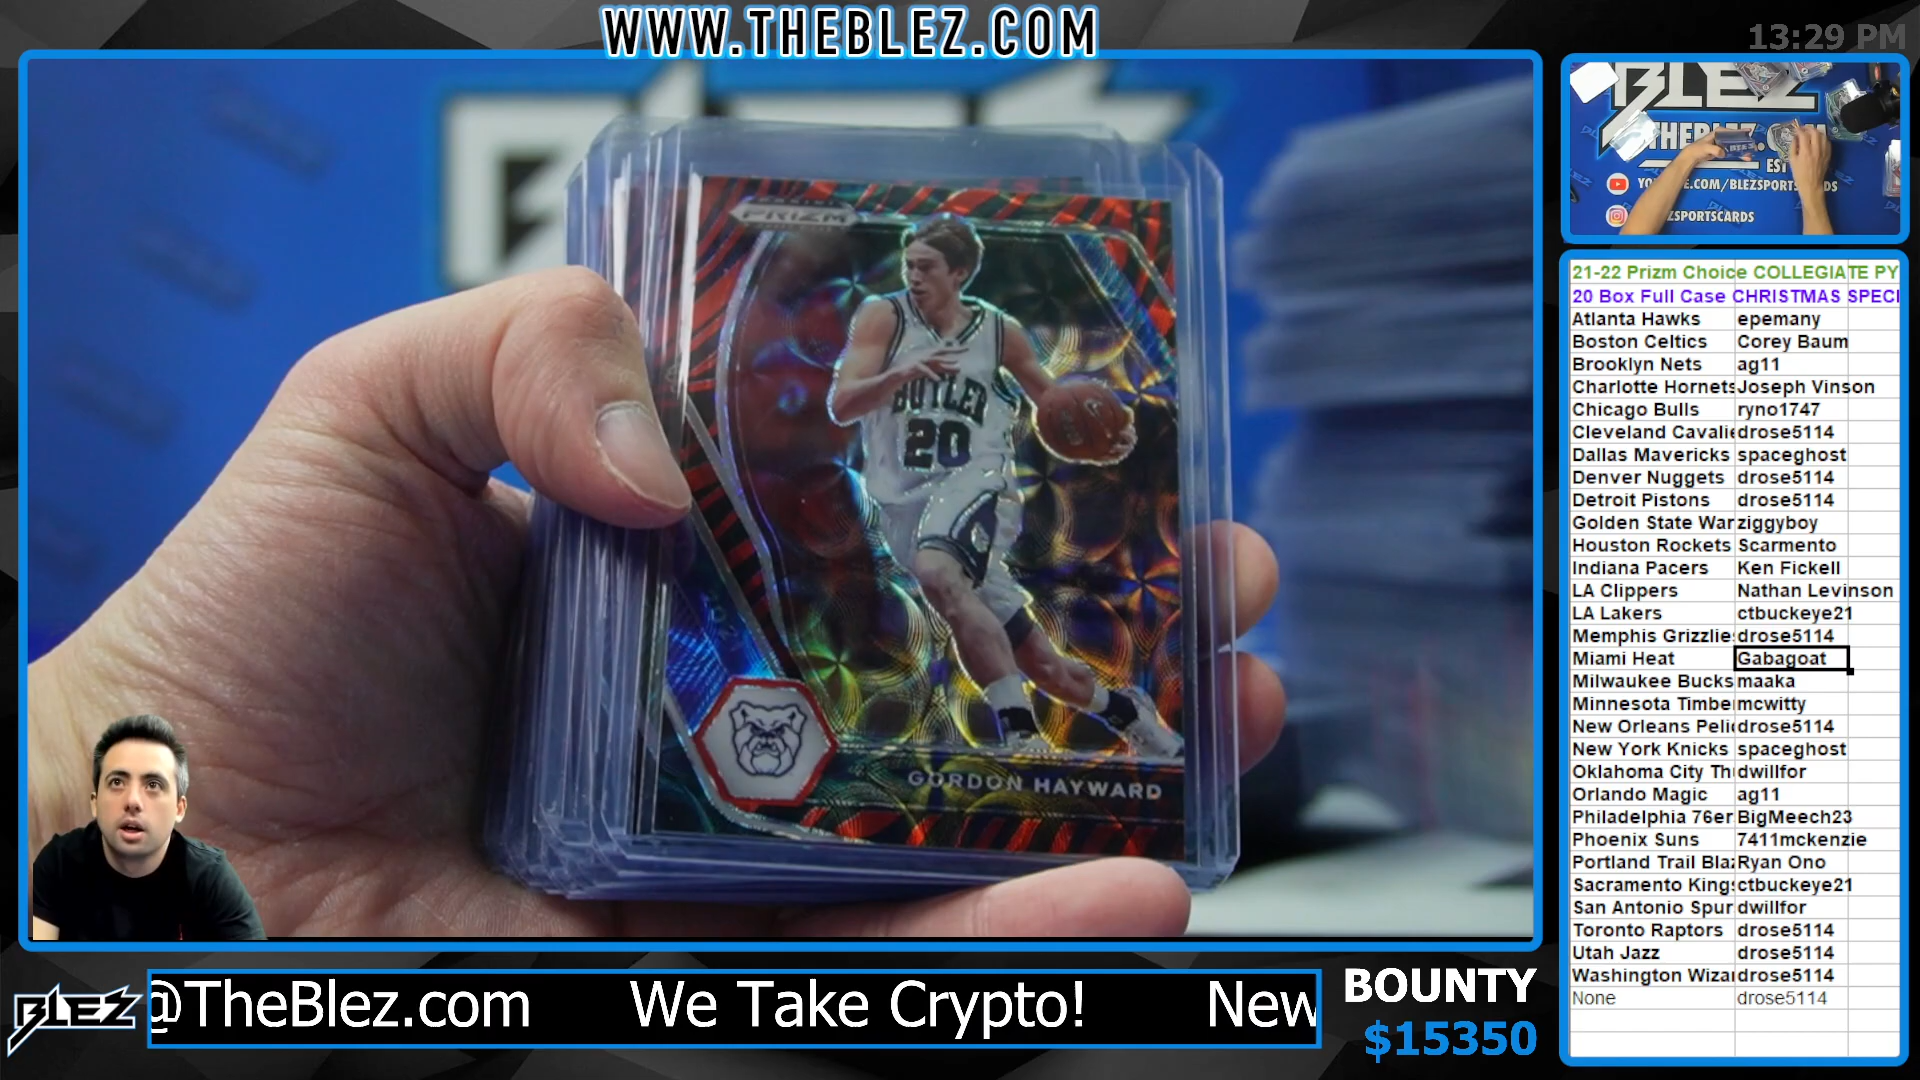 WWW.THEBLEZ.COM
13:29 PM
BLEZ
EST
PRIZM
BUTLER
20
GORDON HAYWARD
21-22 Prizm Choice COLLEGIATE PY
20 Box Full Case CHRISTMAS SPECI
Atlanta Hawks epemany
Boston Celtics Corey Baum
Brooklyn Nets ag11
Charlotte Hornets Joseph Vinson
Chicago Bulls ryno1747
Cleveland Cavalie drose5114
Dallas Mavericks spaceghost
Denver Nuggets drose5114
Detroit Pistons drose5114
Golden State War ziggyboy
Houston Rockets Scarmento
Indiana Pacers Ken Fickell
LA Clippers Nathan Levinson
LA Lakers ctbuckeye21
Memphis Grizzlies drose5114
Miami Heat Gabagoat
Milwaukee Bucks maaka
Minnesota Timbe mcwitty
New Orleans Peli drose5114
New York Knicks spaceghost
Oklahoma City Th dwillfor
Orlando Magic ag11
Philadelphia 76er BigMeech23
Phoenix Suns 7411mckenzie
Portland Trail Blaz Ryan Ono
Sacramento Kings ctbuckeye21
San Antonio Spur dwillfor
Toronto Raptors drose5114
Utah Jazz drose5114
Washington Wiza drose5114
None drose5114
BLEZ
@TheBlez.com We Take Crypto! New
BOUNTY
$15350